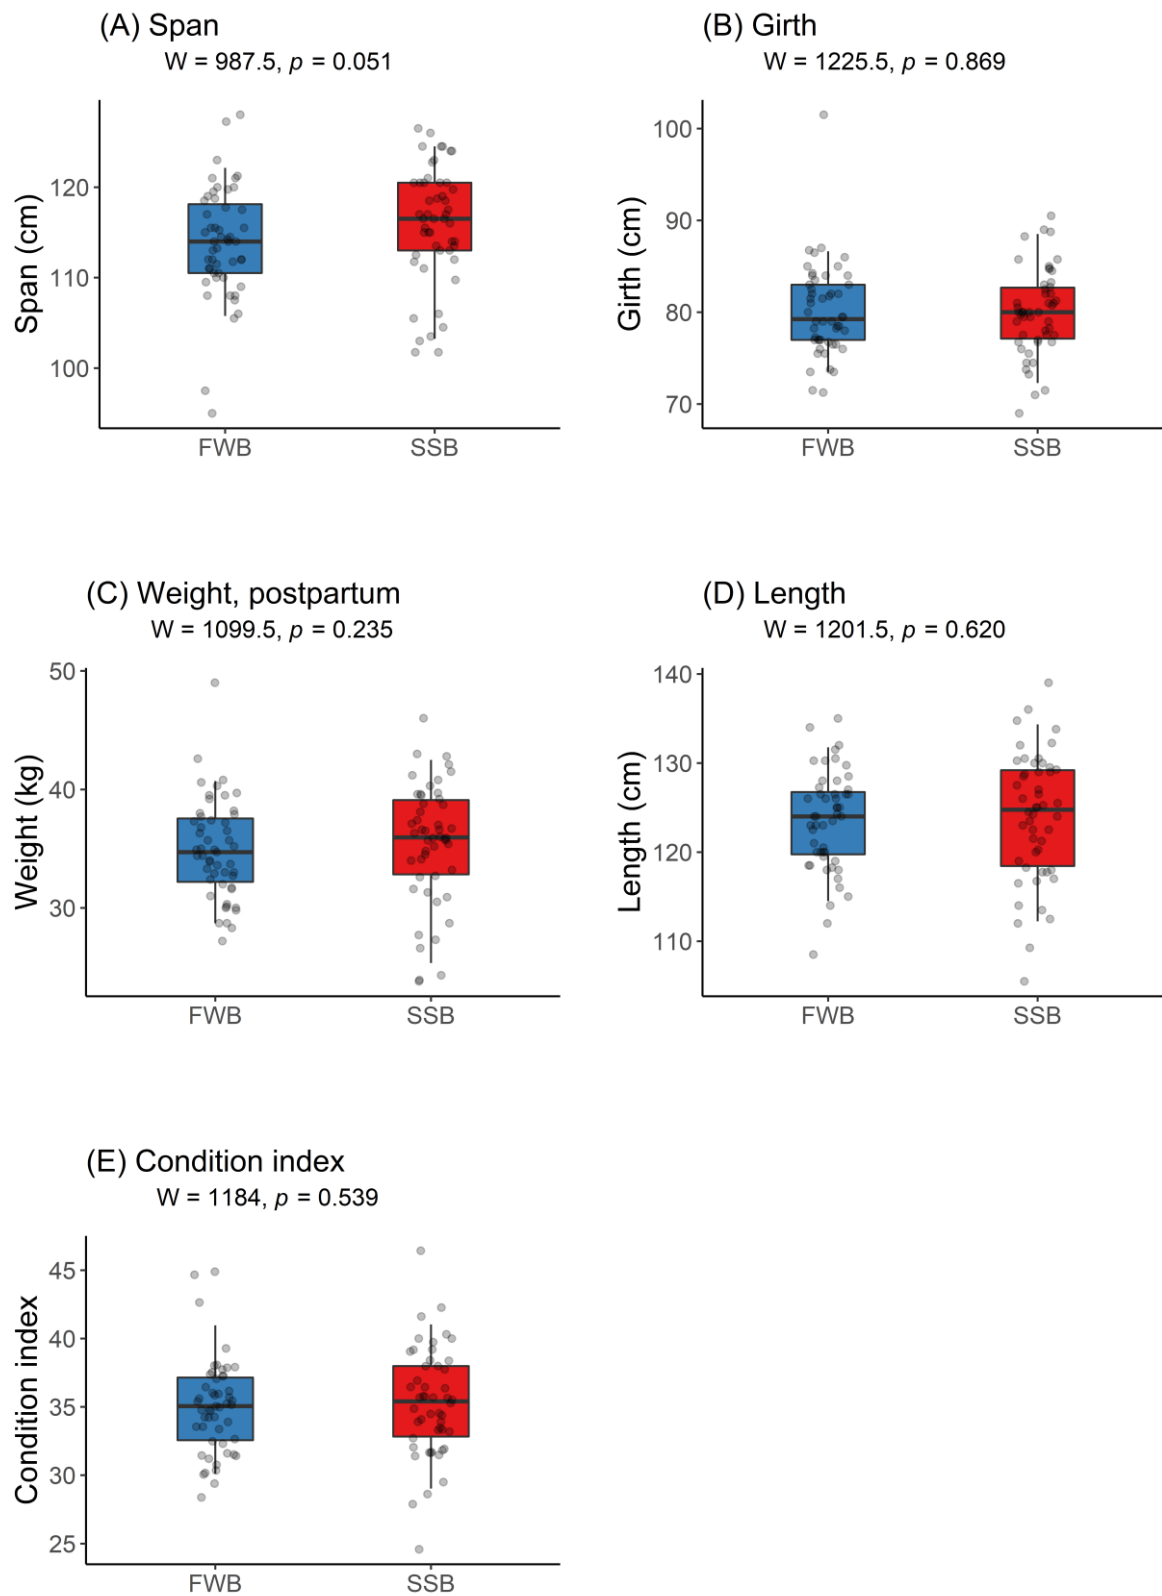 (A) Span
W = 987.5, p = 0.051
Span (cm)
120
110
100
FWB
SSB
(B) Girth
W = 1225.5, p = 0.869
Girth (cm)
100
90
80
70
FWB
SSB
(C) Weight, postpartum
W = 1099.5, p = 0.235
Weight (kg)
50
40
30
FWB
SSB
(D) Length
W = 1201.5, p = 0.620
Length (cm)
140
130
120
110
FWB
SSB
(E) Condition index
W = 1184, p = 0.539
Condition index
45
40
35
30
25
FWB
SSB